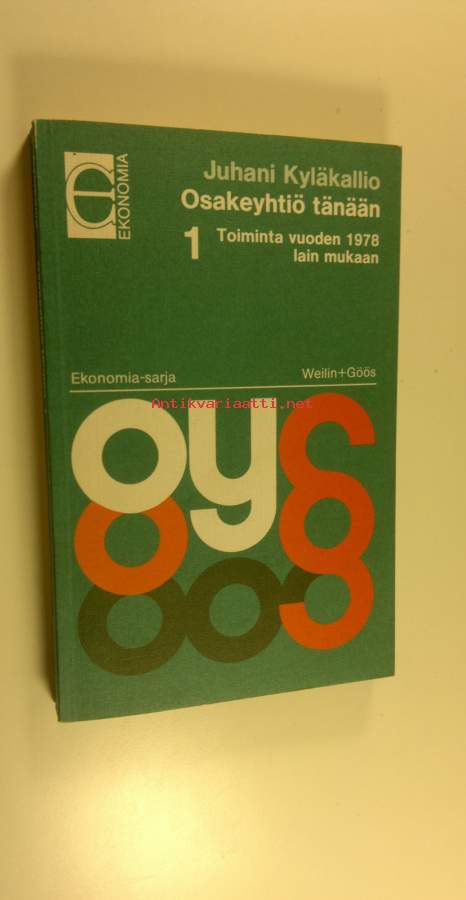 EKONOMIA
Juhani Kyläkallio
Osakeyhtiö tänään
1 Toiminta vuoden 1978
lain mukaan
Ekonomia-sarja
Weilin+Göös
Antikvariaatti.net
oy§